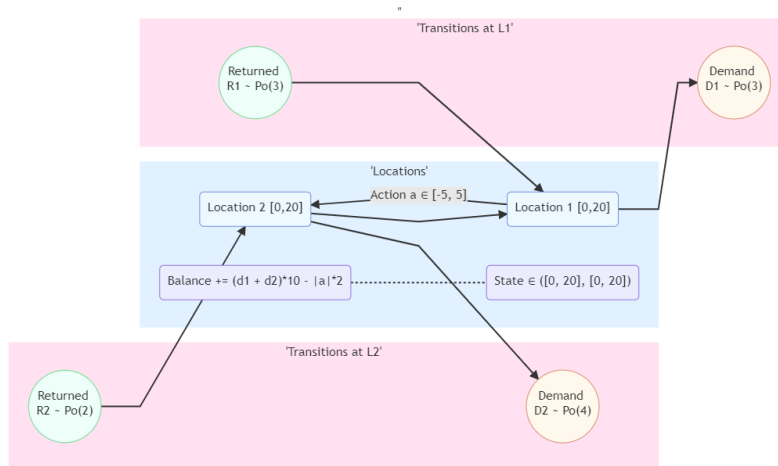 "
'Transitions at L1'
Returned
R1 ~ Po(3)
Demand
D1 ~ Po(3)
'Locations'
Action a ∈ [-5, 5]
Location 2 [0,20]
Location 1 [0,20]
Balance += (d1 + d2)*10 - |a|*2
State ∈ ([0, 20], [0, 20])
'Transitions at L2'
Returned
R2 ~ Po(2)
Demand
D2 ~ Po(4)